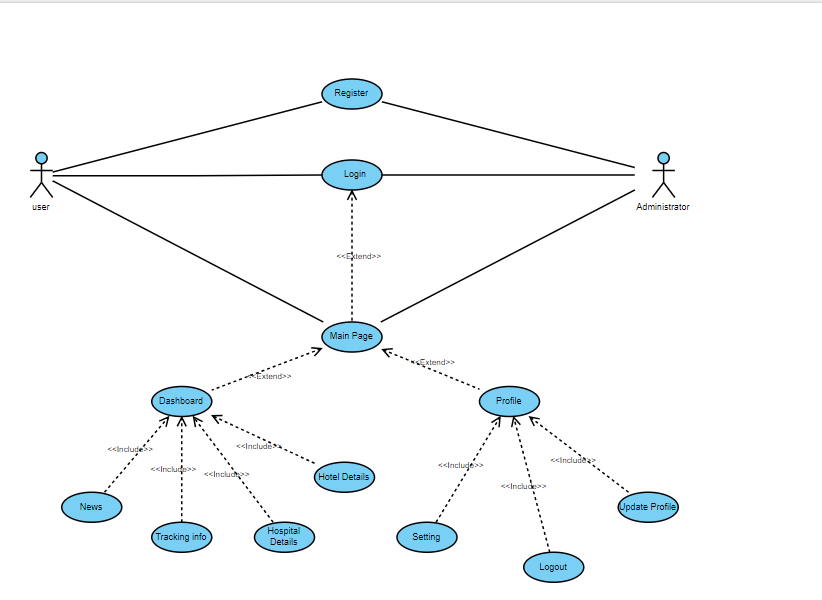 Register
Login
user
Administrator
<<Extend>>
Main Page
<<Extend>>
<<Extend>>
Dashboard
Profile
<<Include>>
<<Include>>
<<Include>>
<<Include>>
<<Include>>
<<Include>>
<<Include>>
Hotel Details
News
Update Profile
Tracking info
Hospital
Details
Setting
Logout